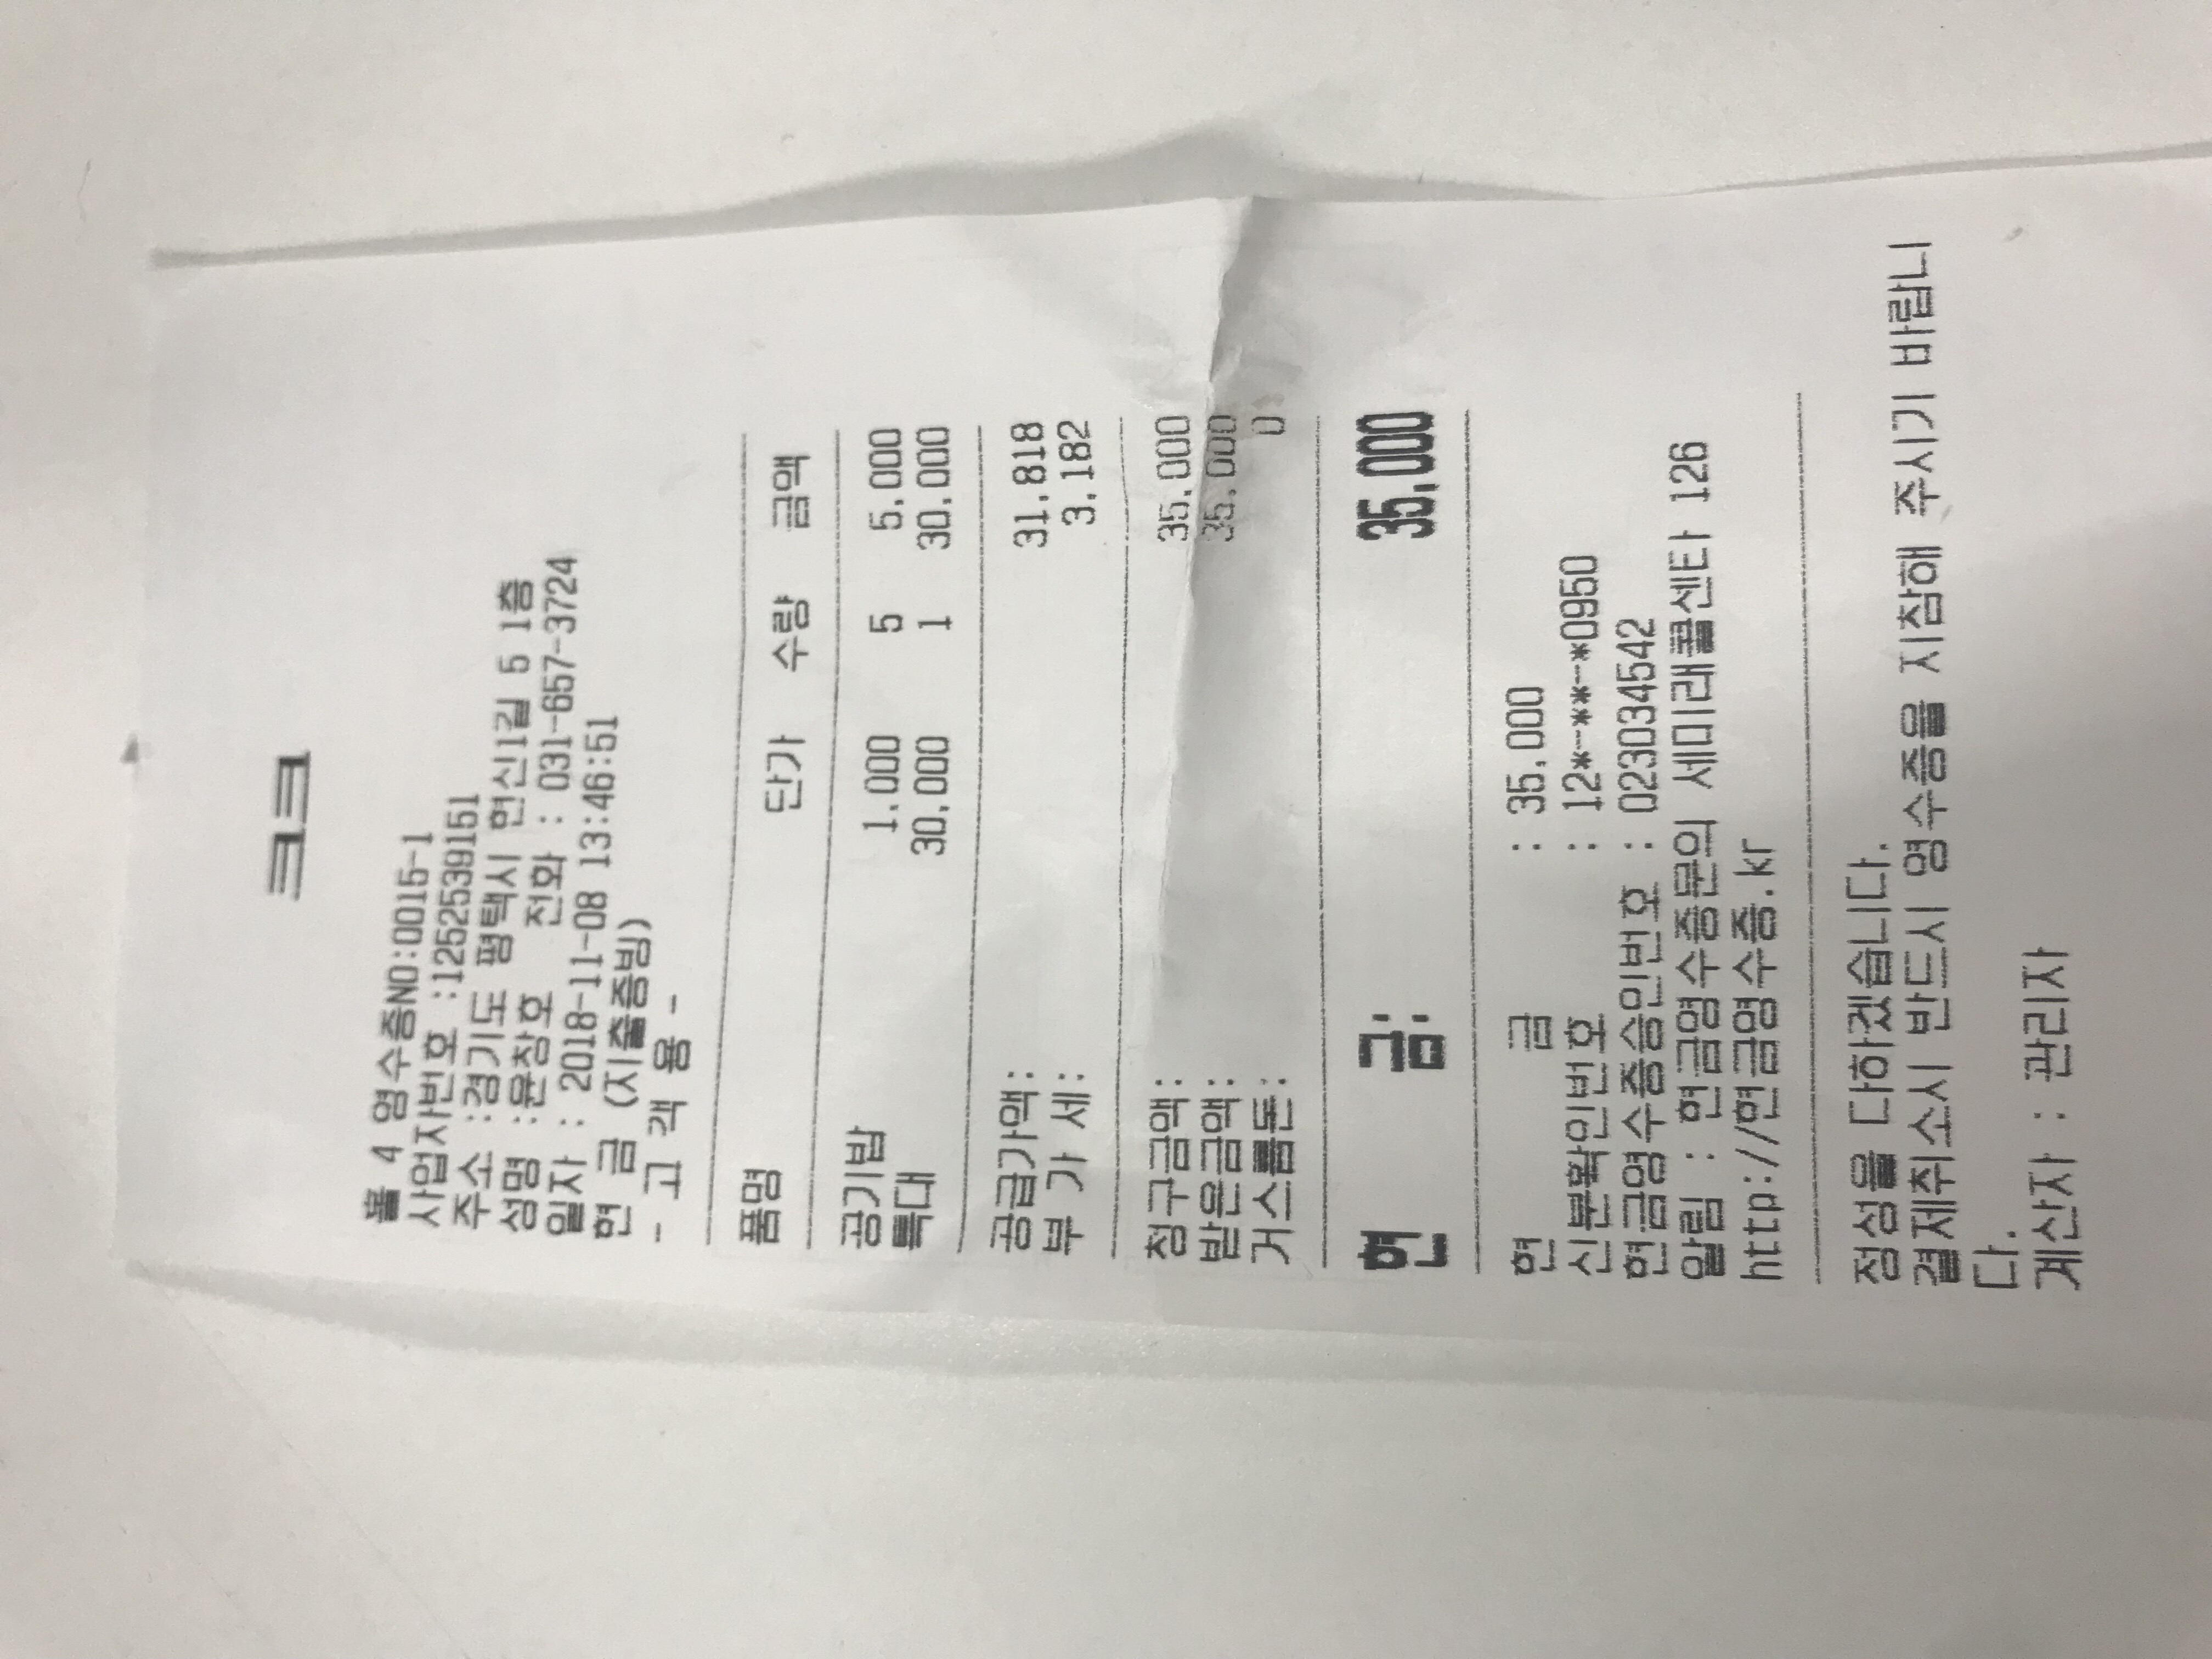 ㅋㅋ
홀 4 영수증NO:0015-1
사업자번호 :1252539151
주소 :경기도 평택시 현신1길 5 1층
성명 :윤창호 전화 : 031-657-3724
일자 : 2018-11-08 13:46:51
현 금 (지출증빙)
- 고 객 용 -
품명 단가 수량 금액
공기밥 1,000 5 5,000
특대 30,000 1 30,000
공급가액: 31,818
부 가 세: 3,182
청구금액: 35,000
받은금액: 35,000
거스름돈: 0
현 금: 35,000
현 금 : 35,000
신분확인번호 : 12*-**-*0950
현금영수증승인번호 : 023034542
알림 : 현금영수증문의 세미래콜센타 126
http://현금영수증.kr
정성을 다하겠습니다.
결제취소시 반드시 영수증을 지참해 주시기 바랍니
다.
계산자 : 관리자